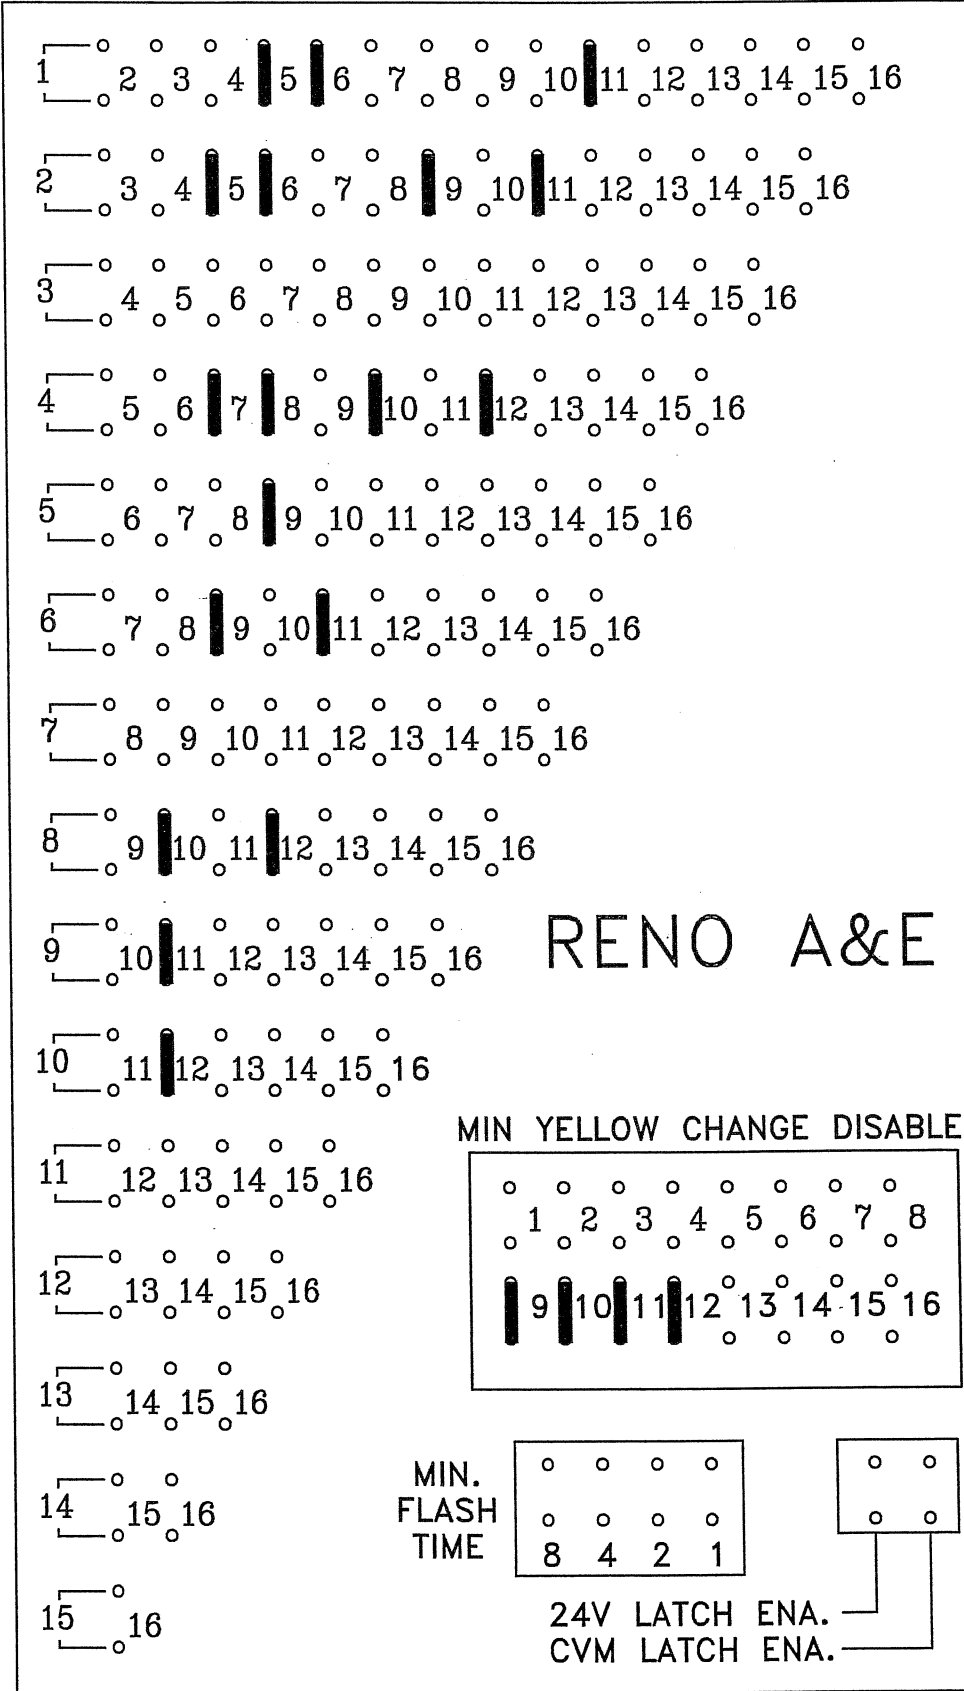 1 2 3 4 5 6 7 8 9 10 11 12 13 14 15 16
2 3 4 5 6 7 8 9 10 11 12 13 14 15 16
3 4 5 6 7 8 9 10 11 12 13 14 15 16
4 5 6 7 8 9 10 11 12 13 14 15 16
5 6 7 8 9 10 11 12 13 14 15 16
6 7 8 9 10 11 12 13 14 15 16
7 8 9 10 11 12 13 14 15 16
8 9 10 11 12 13 14 15 16
9 10 11 12 13 14 15 16
RENO A&E
10 11 12 13 14 15 16
11 12 13 14 15 16
12 13 14 15 16
13 14 15 16
14 15 16
15 16
MIN YELLOW CHANGE DISABLE
1 2 3 4 5 6 7 8
9 10 11 12 13 14 15 16
MIN.
FLASH
TIME
8 4 2 1
24V LATCH ENA.
CVM LATCH ENA.